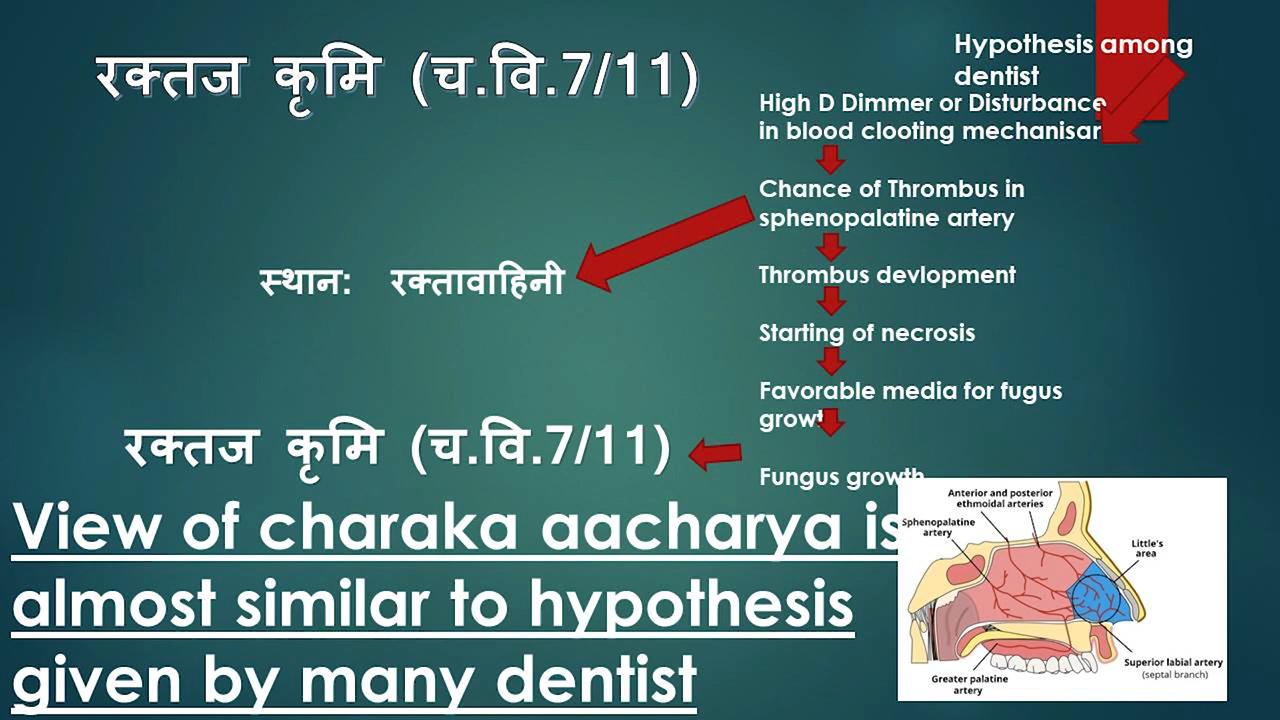 रक्तज कृमि (च.वि.7/11)
Hypothesis among
dentist
High D Dimmer or Disturbance
in blood clooting mechanisam
Chance of Thrombus in
sphenopalatine artery
स्थान: रक्तावाहिनी
Thrombus devlopment
Starting of necrosis
Favorable media for fugus
growt
रक्तज कृमि (च.वि.7/11)
Fungus growth
View of charaka aacharya is
almost similar to hypothesis
given by many dentist
Anterior and posterior
ethmoidal arteries
Sphenopalatine
artery
Little's
area
Superior labial artery
(septal branch)
Greater palatine
artery